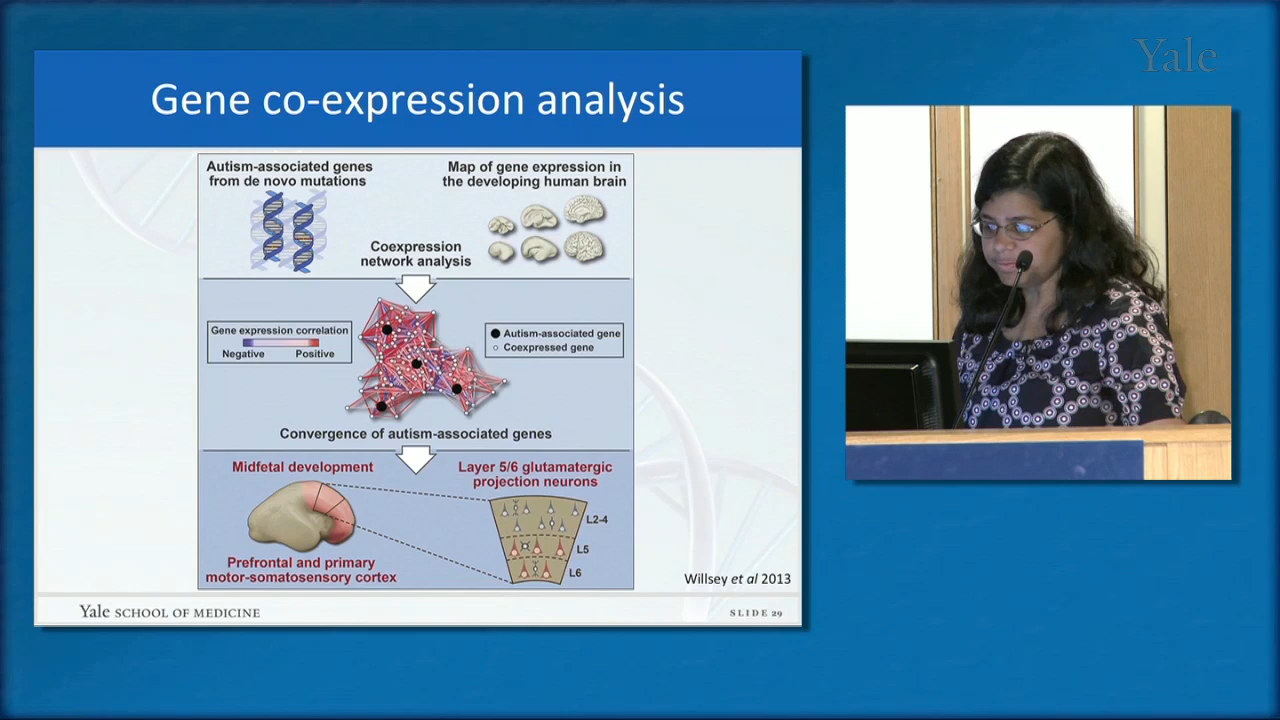 Yale
Gene co-expression analysis
Autism-associated genes
from de novo mutations
Map of gene expression in
the developing human brain
Coexpression
network analysis
Gene expression correlation
Negative Positive
Autism-associated gene
Coexpressed gene
Convergence of autism-associated genes
Midfetal development
Layer 5/6 glutamatergic
projection neurons
L2-4
L5
L6
Prefrontal and primary
motor-somatosensory cortex
Willsey et al 2013
Yale SCHOOL OF MEDICINE
SLIDE 29